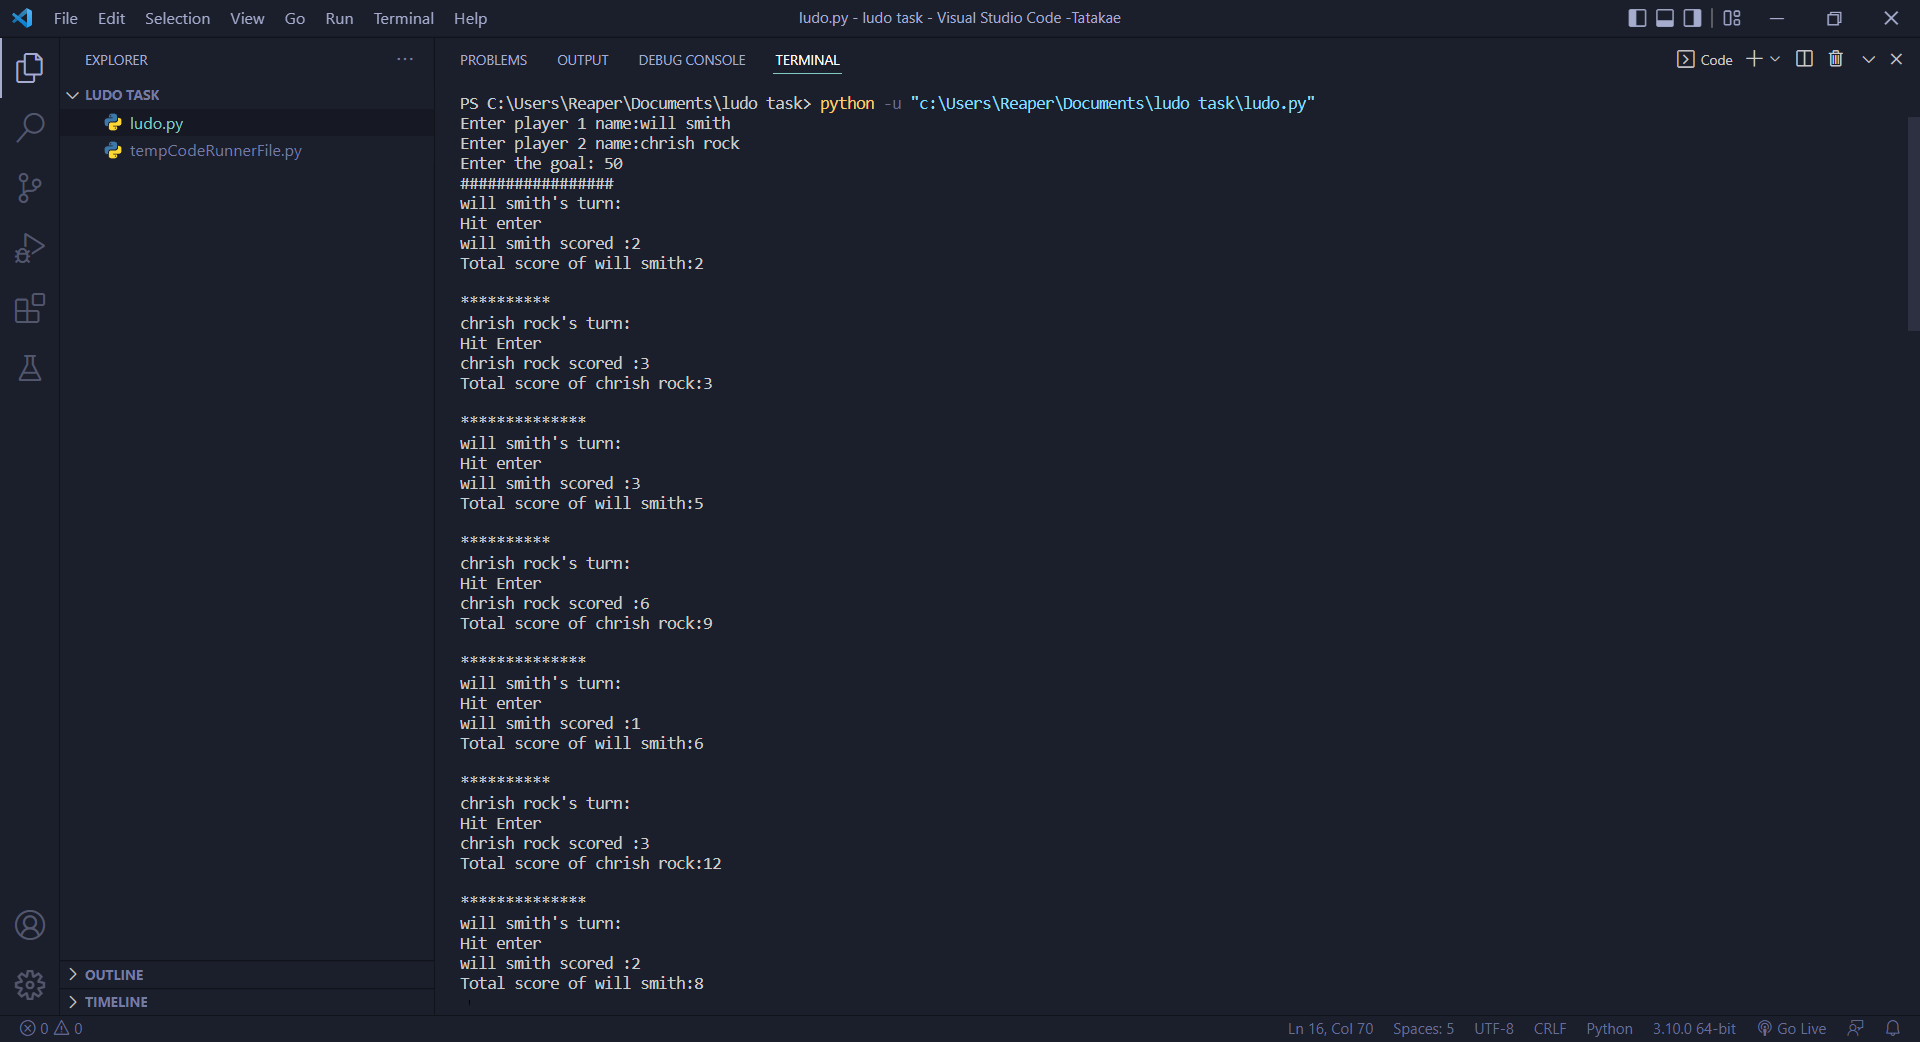 File Edit Selection View Go Run Terminal Help
ludo.py - ludo task - Visual Studio Code -Tatakae
EXPLORER
LUDO TASK
ludo.py
tempCodeRunnerFile.py
OUTLINE
TIMELINE
PROBLEMS OUTPUT DEBUG CONSOLE TERMINAL
Code
PS C:\Users\Reaper\Documents\ludo task> python -u "c:\Users\Reaper\Documents\ludo task\ludo.py"
Enter player 1 name:will smith
Enter player 2 name:chrish rock
Enter the goal: 50
#################
will smith's turn:
Hit enter
will smith scored :2
Total score of will smith:2
**********
chrish rock's turn:
Hit Enter
chrish rock scored :3
Total score of chrish rock:3
**************
will smith's turn:
Hit enter
will smith scored :3
Total score of will smith:5
**********
chrish rock's turn:
Hit Enter
chrish rock scored :6
Total score of chrish rock:9
**************
will smith's turn:
Hit enter
will smith scored :1
Total score of will smith:6
**********
chrish rock's turn:
Hit Enter
chrish rock scored :3
Total score of chrish rock:12
**************
will smith's turn:
Hit enter
will smith scored :2
Total score of will smith:8
0 0
Ln 16, Col 70 Spaces: 5 UTF-8 CRLF Python 3.10.0 64-bit Go Live